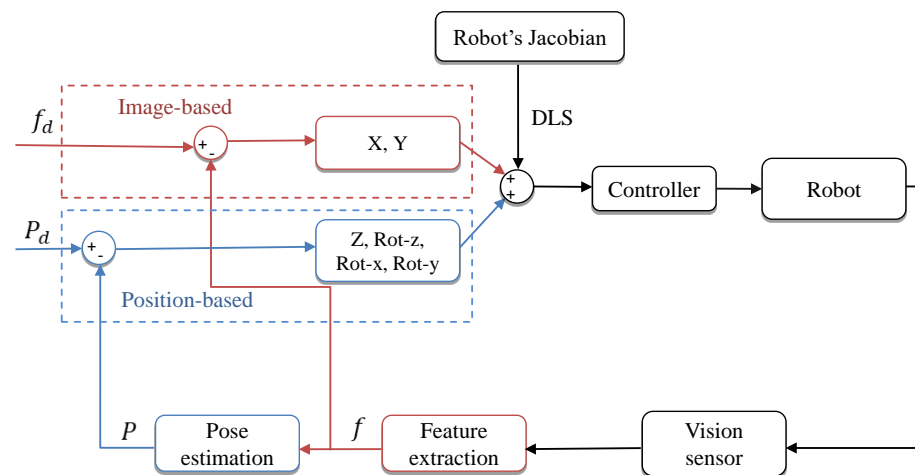 Robot's Jacobian
Image-based
f_d
DLS
+
-
X, Y
+
+
Controller
Robot
P_d
+
-
Z, Rot-z,
Rot-x, Rot-y
Position-based
P
Pose
estimation
f
Feature
extraction
Vision
sensor